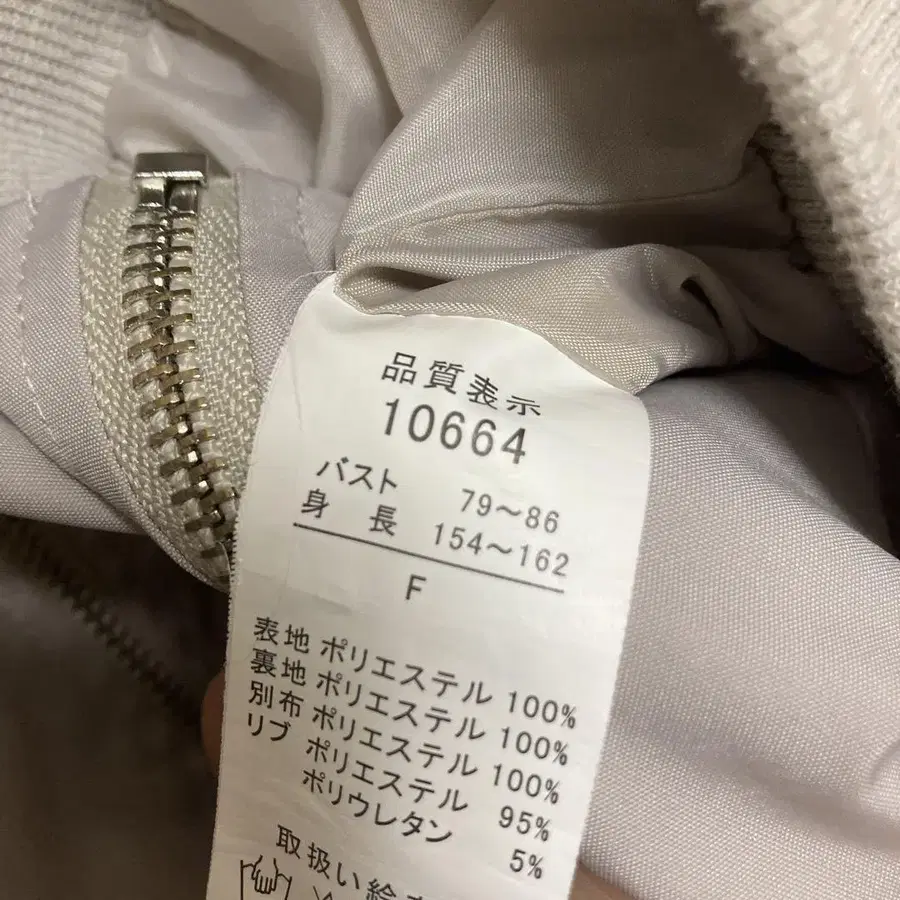 品質表示
10664
バスト 79～86
身長 154～162
F
表地 ポリエステル 100%
裏地 ポリエステル 100%
別布 ポリエステル 100%
リブ ポリエステル 95%
ポリウレタン 5%
取扱い絵